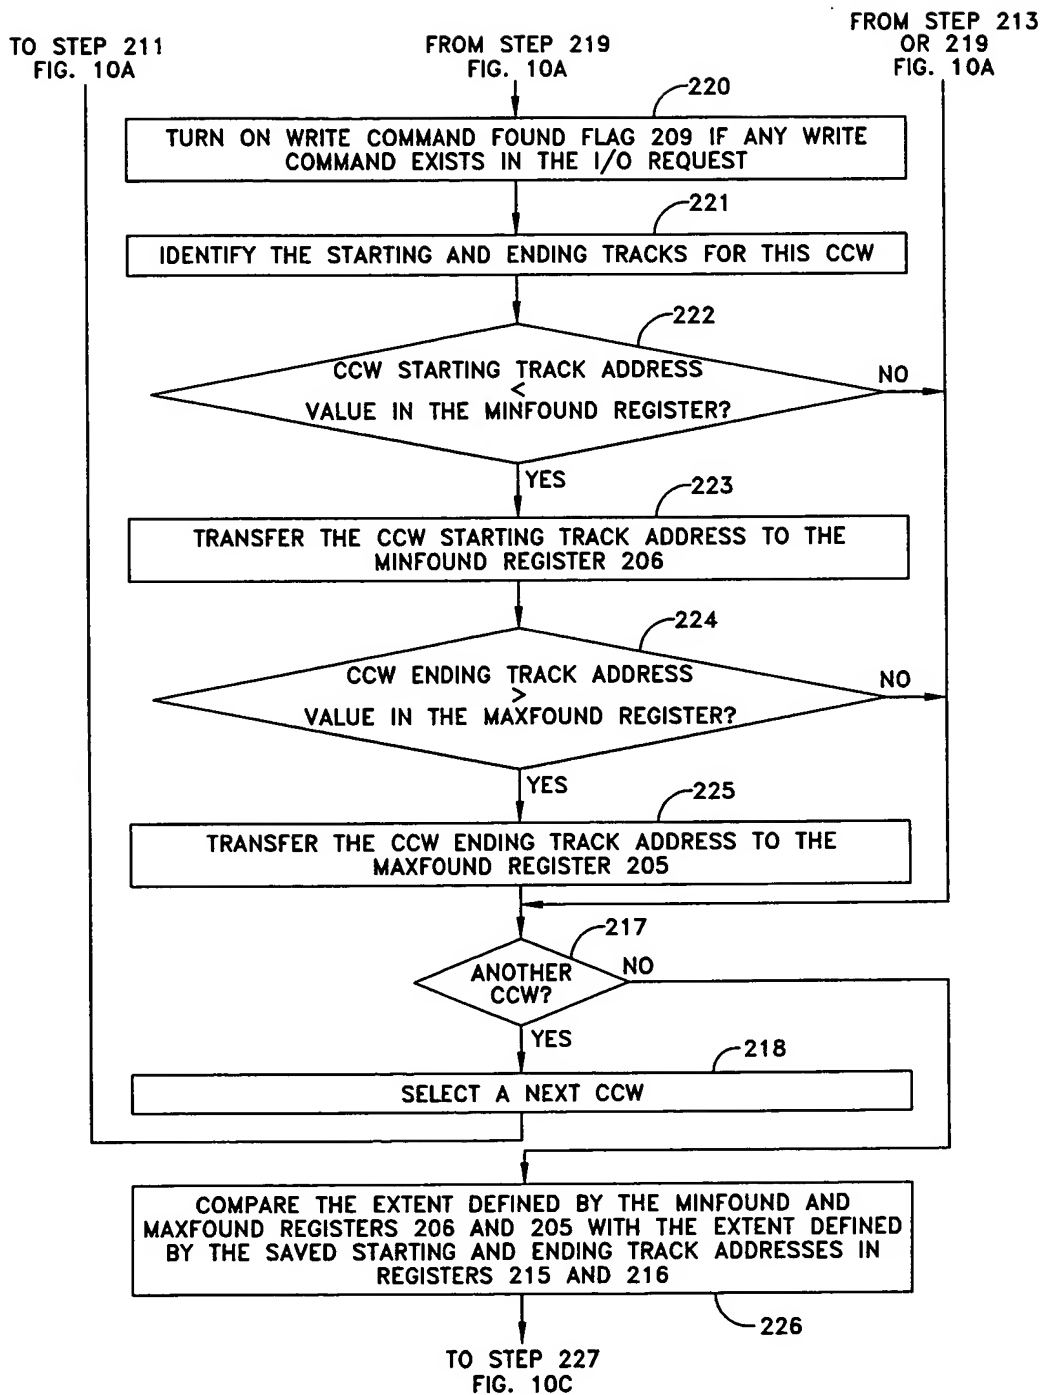 TO STEP 211
FIG. 10A
FROM STEP 219
FIG. 10A
FROM STEP 213
OR 219
FIG. 10A
220
TURN ON WRITE COMMAND FOUND FLAG 209 IF ANY WRITE
COMMAND EXISTS IN THE I/O REQUEST
221
IDENTIFY THE STARTING AND ENDING TRACKS FOR THIS CCW
222
CCW STARTING TRACK ADDRESS
<
VALUE IN THE MINFOUND REGISTER?
NO
YES
223
TRANSFER THE CCW STARTING TRACK ADDRESS TO THE
MINFOUND REGISTER 206
224
CCW ENDING TRACK ADDRESS
>
VALUE IN THE MAXFOUND REGISTER?
NO
YES
225
TRANSFER THE CCW ENDING TRACK ADDRESS TO THE
MAXFOUND REGISTER 205
217
ANOTHER
CCW?
NO
YES
218
SELECT A NEXT CCW
COMPARE THE EXTENT DEFINED BY THE MINFOUND AND
MAXFOUND REGISTERS 206 AND 205 WITH THE EXTENT DEFINED
BY THE SAVED STARTING AND ENDING TRACK ADDRESSES IN
REGISTERS 215 AND 216
226
TO STEP 227
FIG. 10C